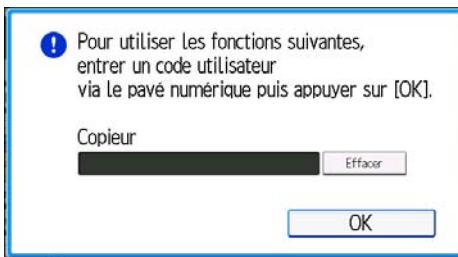 Pour utiliser les fonctions suivantes,
entrer un code utilisateur
via le pavé numérique puis appuyer sur [OK].
Copieur
Effacer
OK